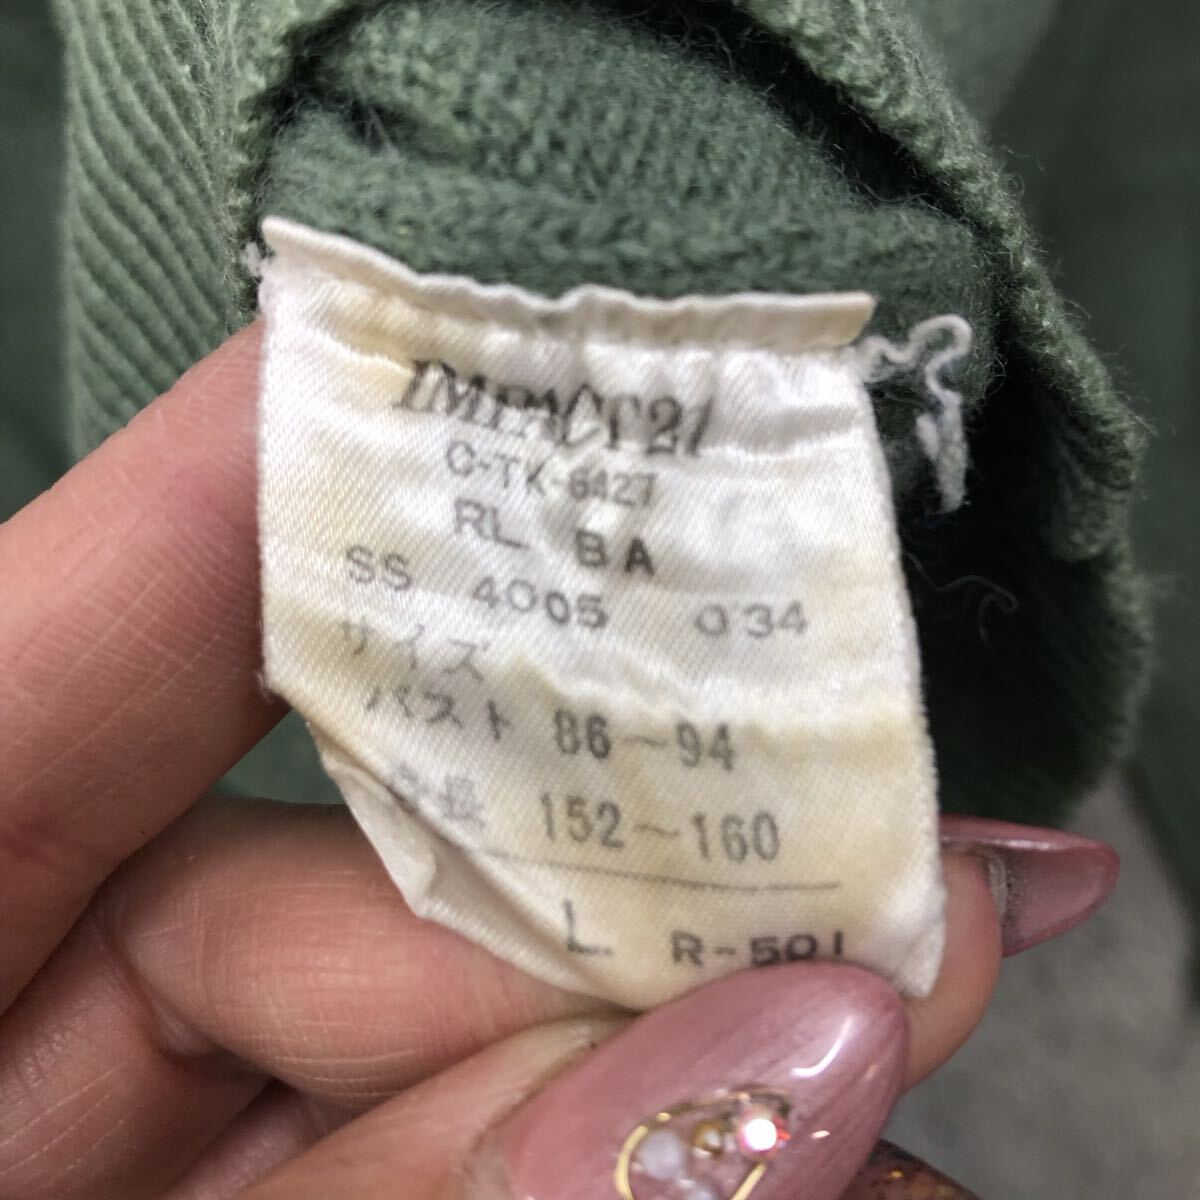 IMPACT21
C-TK-6427
RL BA
SS 4005 034
サイズ
バスト 86~94
身長 152~160
L R-501